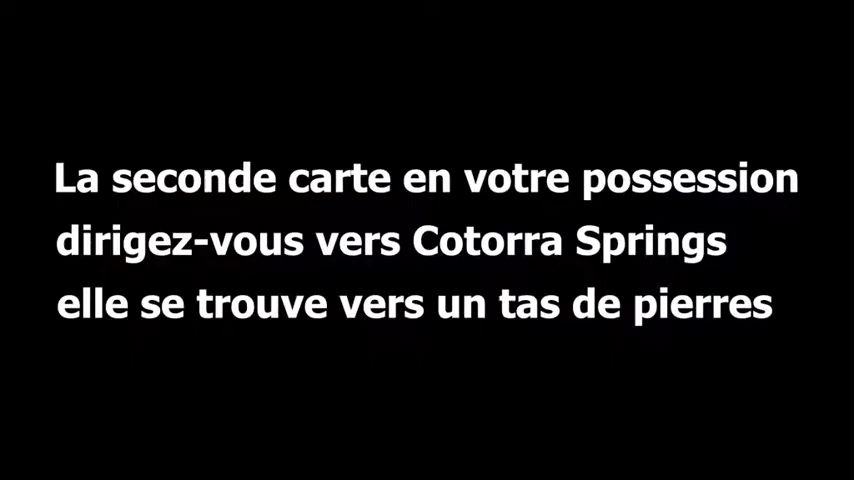 La seconde carte en votre possession
dirigez-vous vers Cotorra Springs
elle se trouve vers un tas de pierres